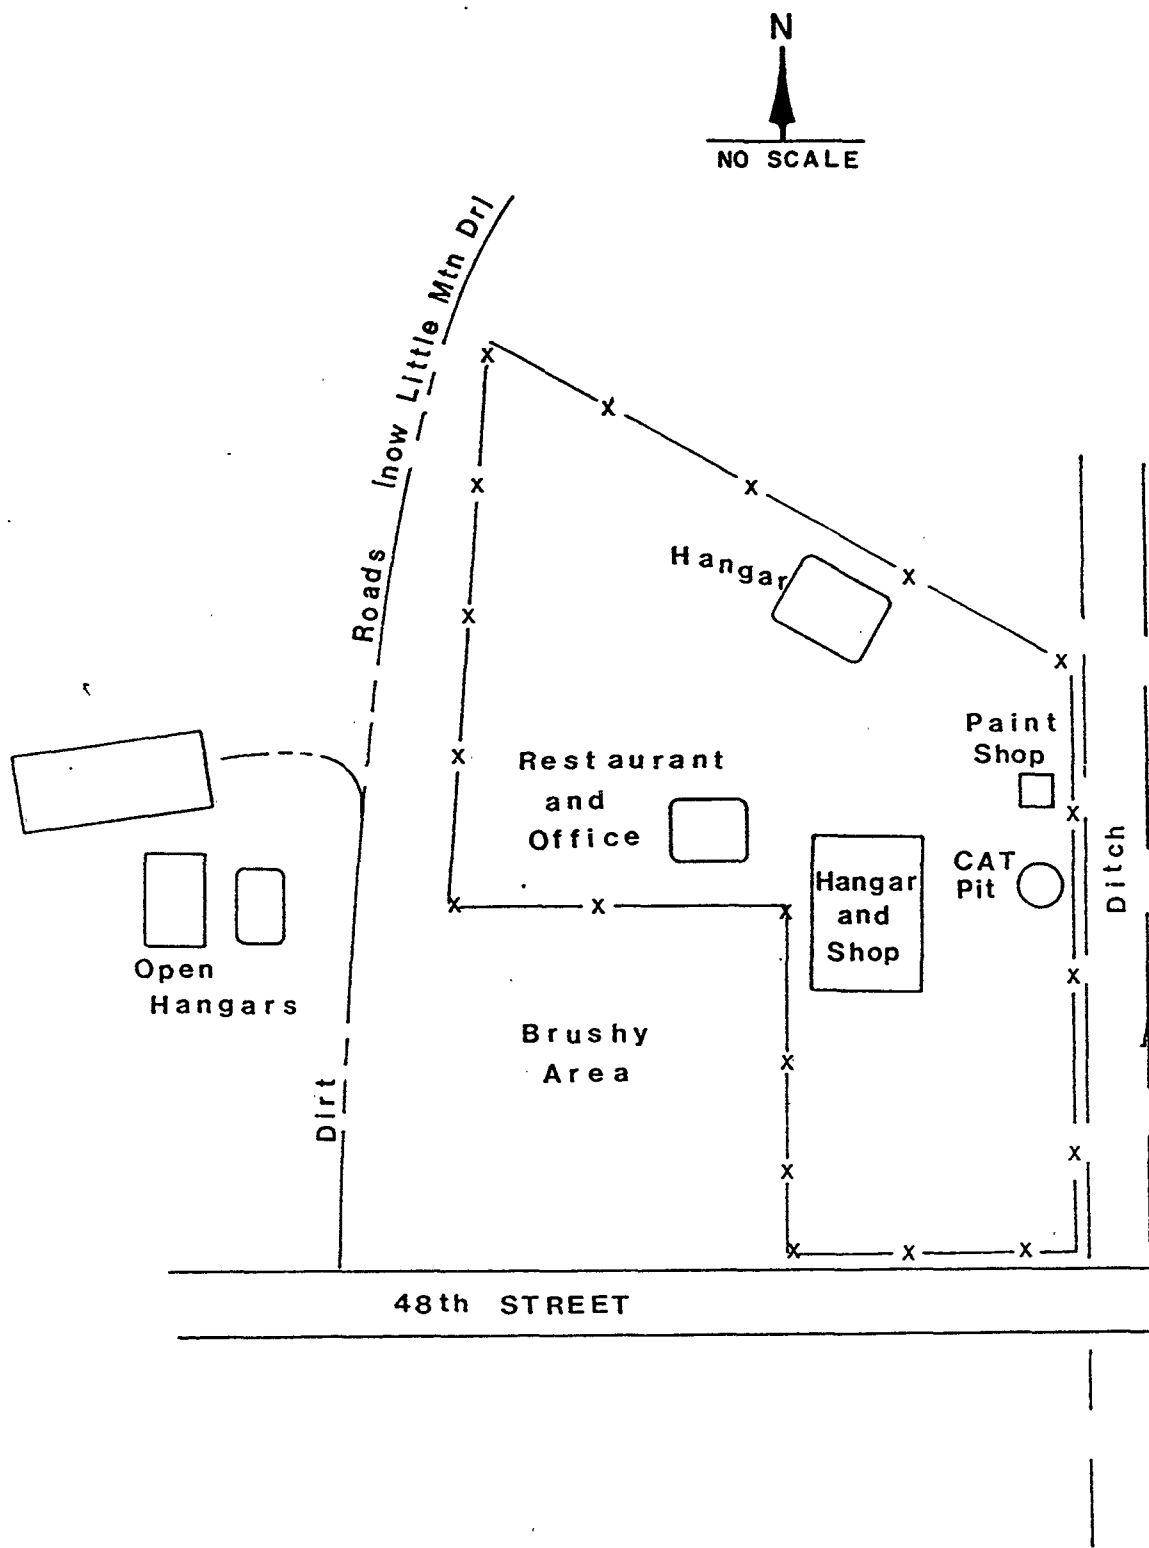 N
NO SCALE
Dirt Roads [now Little Mtn Dr]
Hangar
Paint
Shop
Restaurant
and
Office
CAT
Pit
Hangar
and
Shop
Ditch
Open
Hangars
Brushy
Area
48th STREET